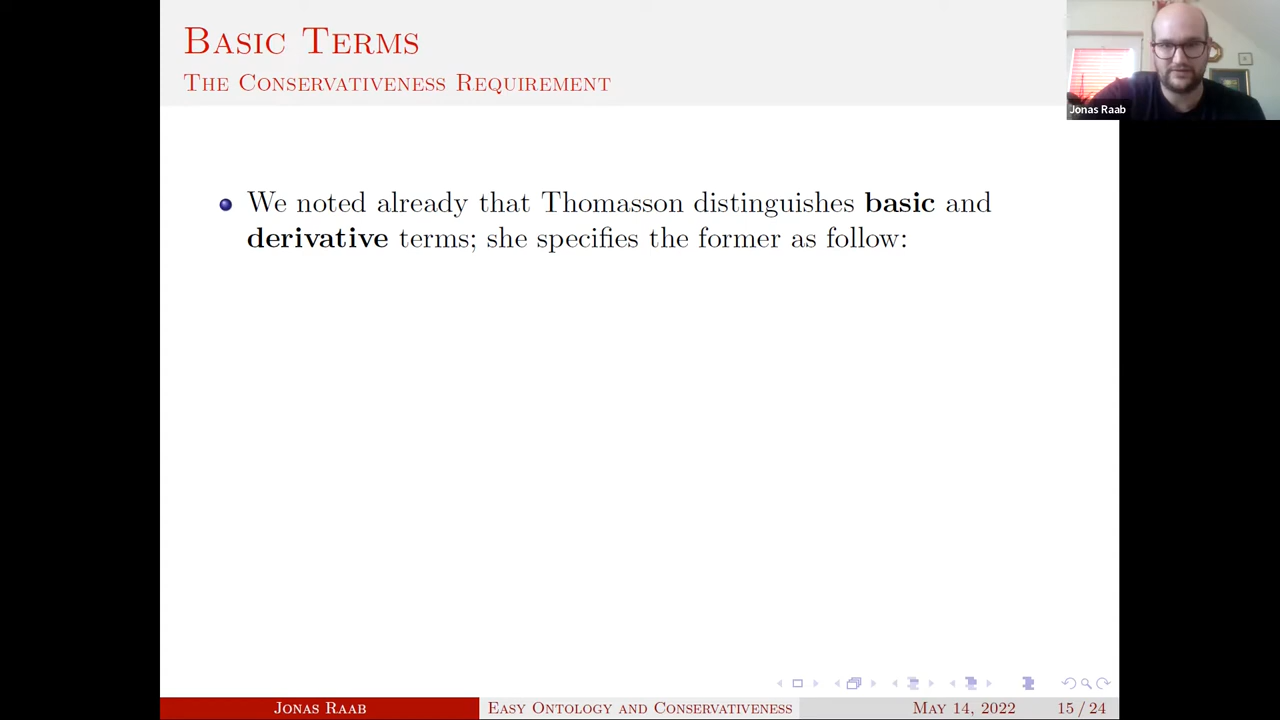 Basic Terms
The Conservativeness Requirement
Jonas Raab
We noted already that Thomasson distinguishes basic and
derivative terms; she specifies the former as follow:
Jonas Raab Easy Ontology and Conservativeness May 14, 2022 15 / 24